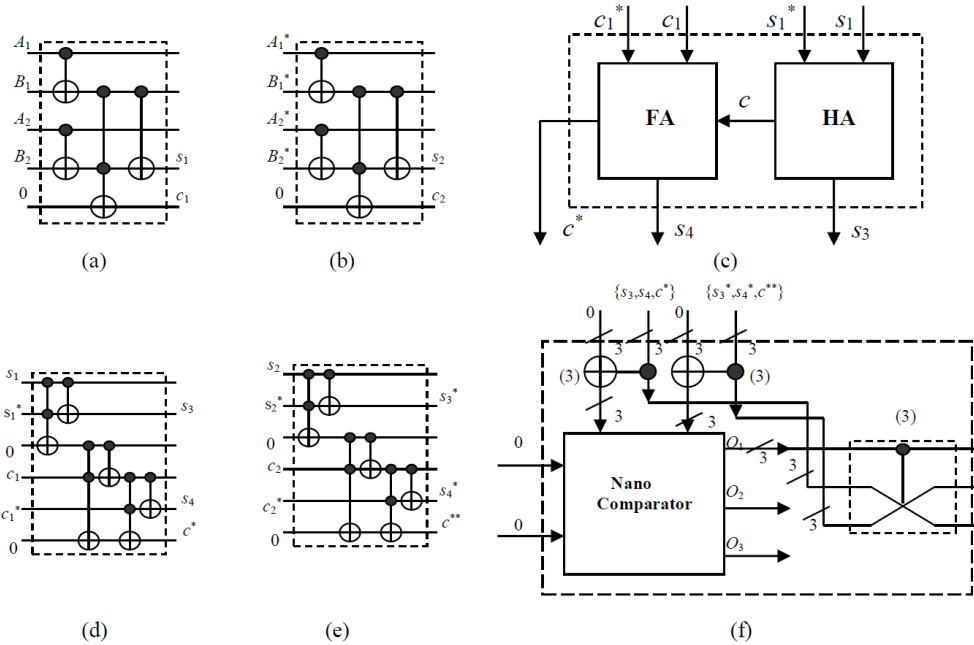 A1
B1
A2
B2
0
s1
c1
(a)
A1*
B1*
A2*
B2*
0
s2
c2
(b)
c1* c1 s1* s1
FA
c
HA
c* s4 s3
(c)
s1
s1*
0
c1
c1*
0
s3
s4
c*
(d)
s2
s2*
0
c2
c2*
0
s3*
s4*
c**
(e)
{s3,s4,c*} {s3*,s4*,c**}
0 0
3 3 3 3
(3) (3)
3 3
(3)
0
0
Nano
Comparator
O1
O2
O3
3
3
3
(f)